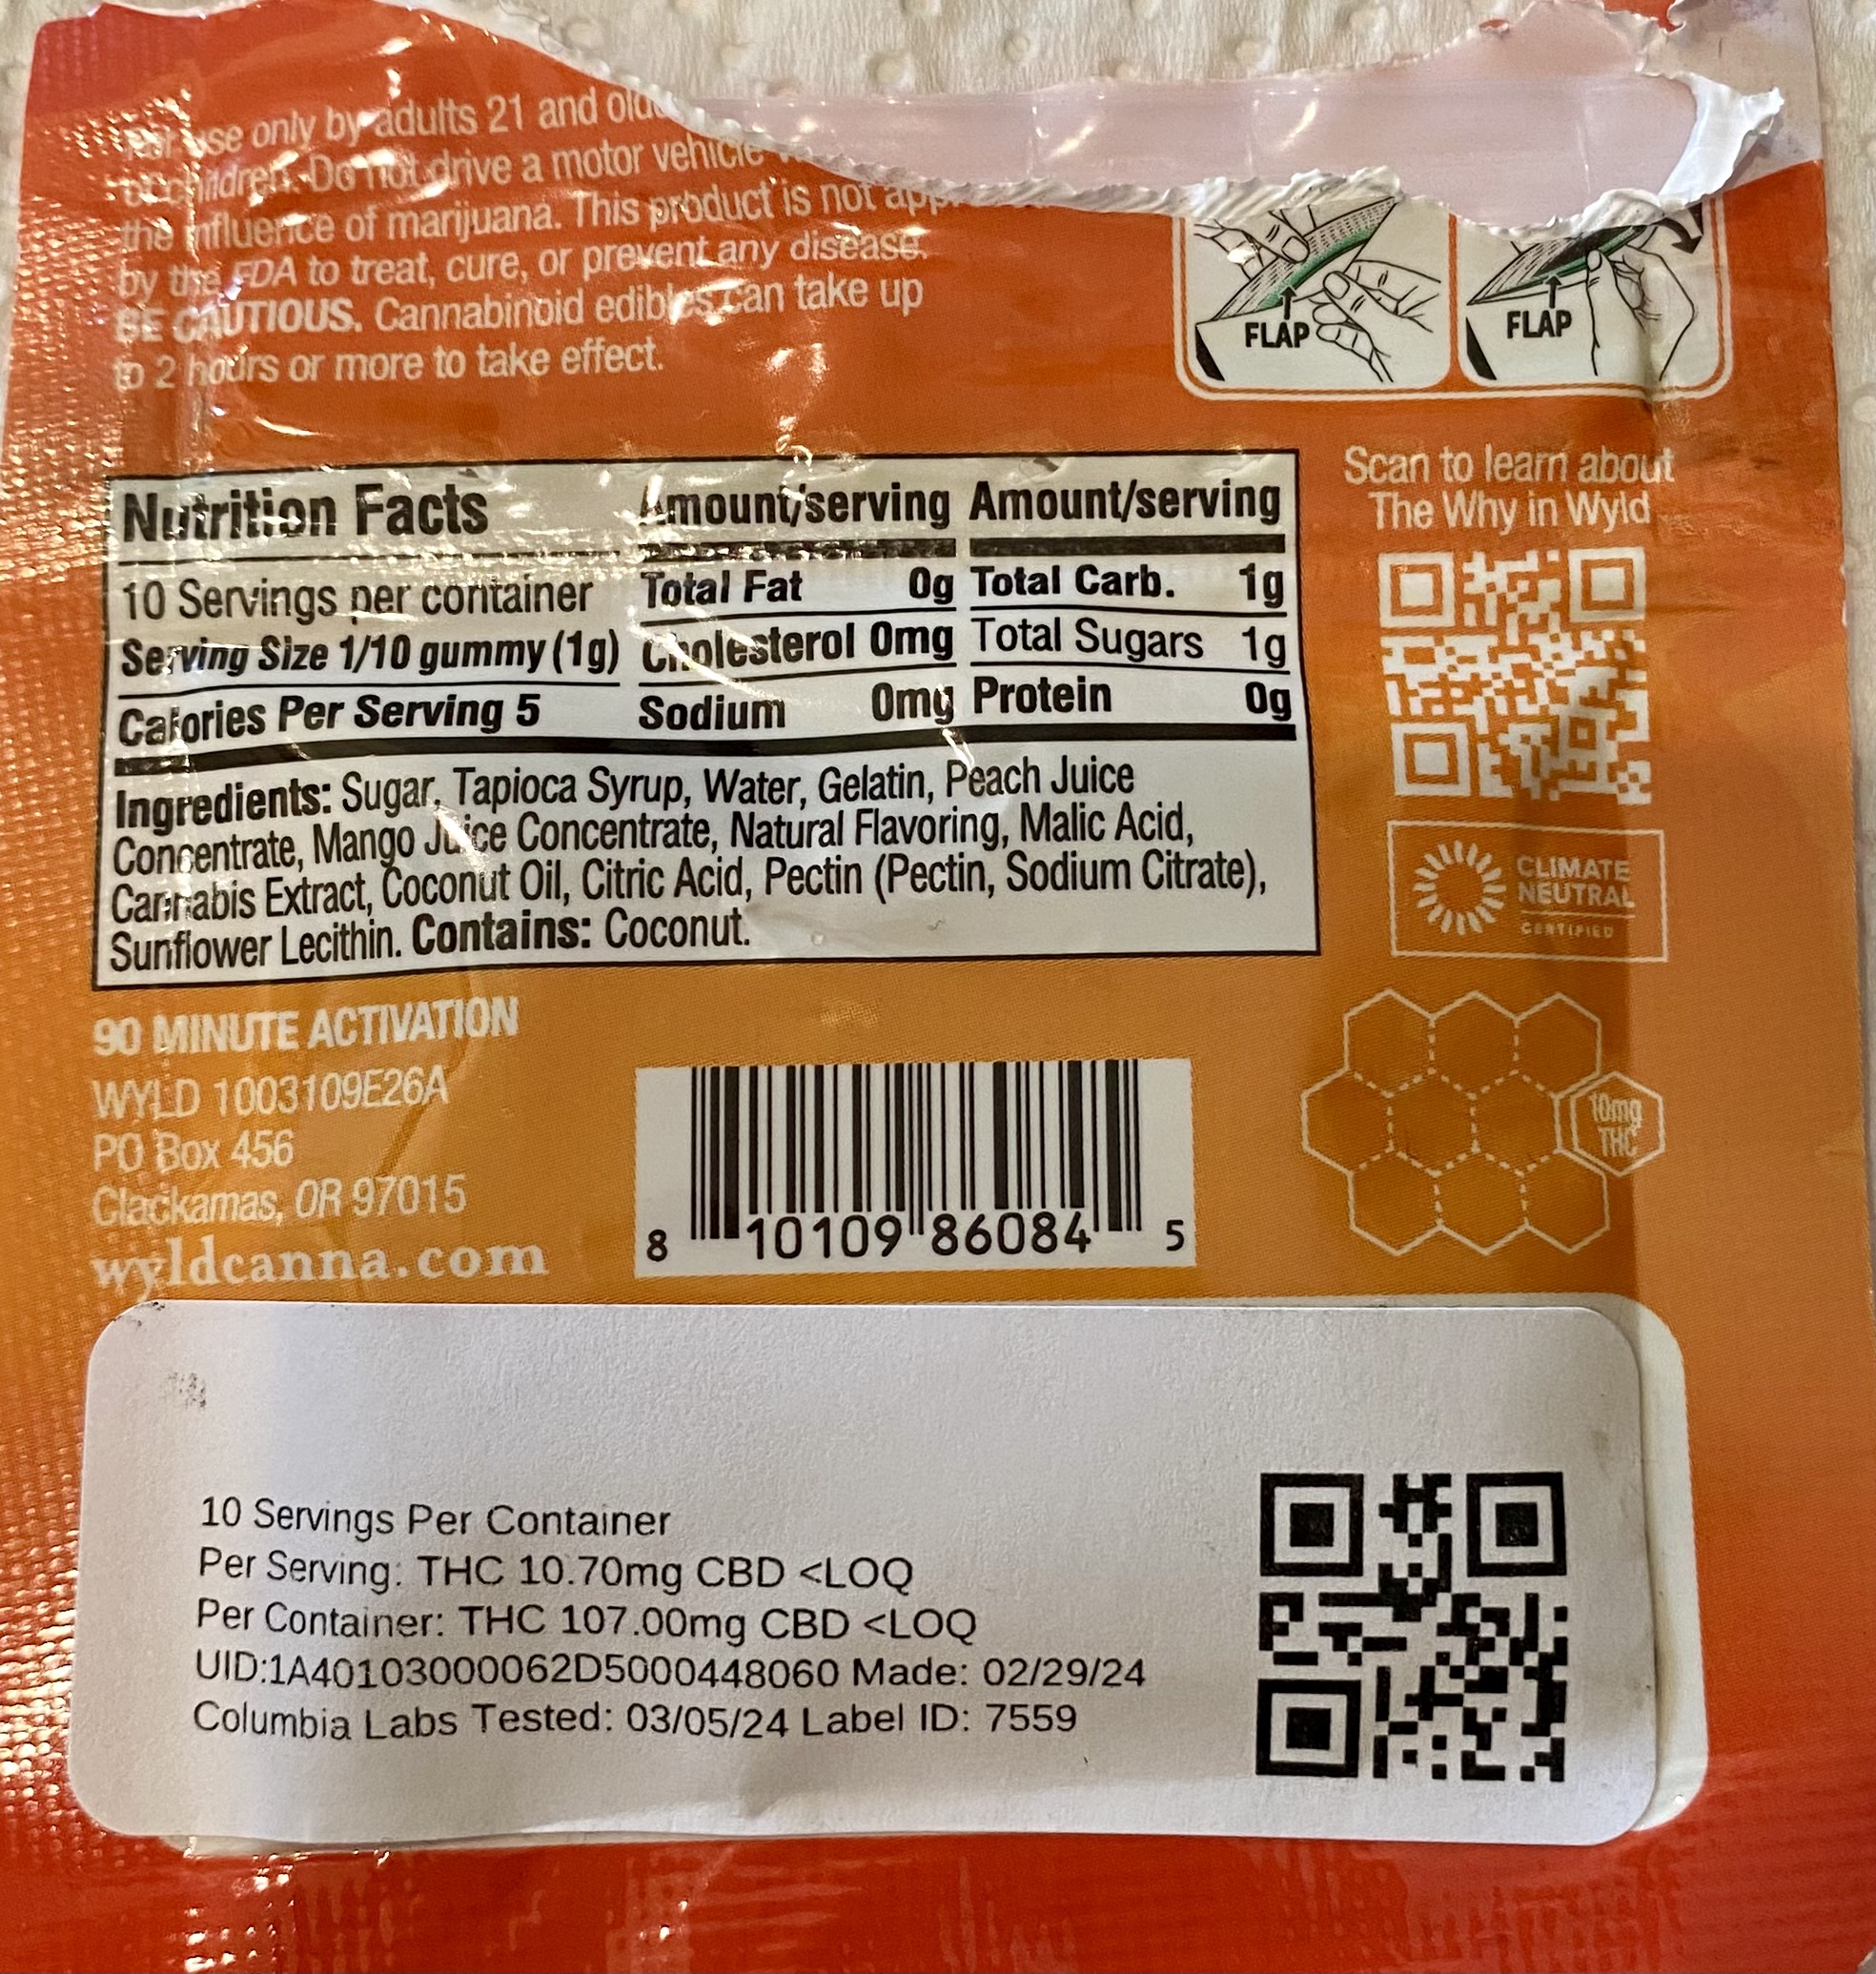 For use only by adults 21 and
of children. Do not drive a motor vehicle
the influence of marijuana. This product is not
by the FDA to treat, cure, or prevent any disease.
BE CAUTIOUS. Cannabinoid edibles can take up
to 2 hours or more to take effect.
FLAP
FLAP
Scan to learn about
The Why in Wyld
Nutrition Facts
10 Servings per container
Serving Size 1/10 gummy (1g)
Calories Per Serving 5
Amount/serving
Total Fat 0g
Cholesterol 0mg
Sodium 0mg
Amount/serving
Total Carb. 1g
Total Sugars 1g
Protein 0g
Ingredients: Sugar, Tapioca Syrup, Water, Gelatin, Peach Juice
Concentrate, Mango Juice Concentrate, Natural Flavoring, Malic Acid,
Cannabis Extract, Coconut Oil, Citric Acid, Pectin (Pectin, Sodium Citrate),
Sunflower Lecithin. Contains: Coconut.
CLIMATE
NEUTRAL
CERTIFIED
90 MINUTE ACTIVATION
WYLD 1003109E26A
PO Box 456
Clackamas, OR 97015
wyldcanna.com
8 10109 86084 5
10mg
THC
10 Servings Per Container
Per Serving: THC 10.70mg CBD <LOQ
Per Container: THC 107.00mg CBD <LOQ
UID:1A40103000062D5000448060 Made: 02/29/24
Columbia Labs Tested: 03/05/24 Label ID: 7559